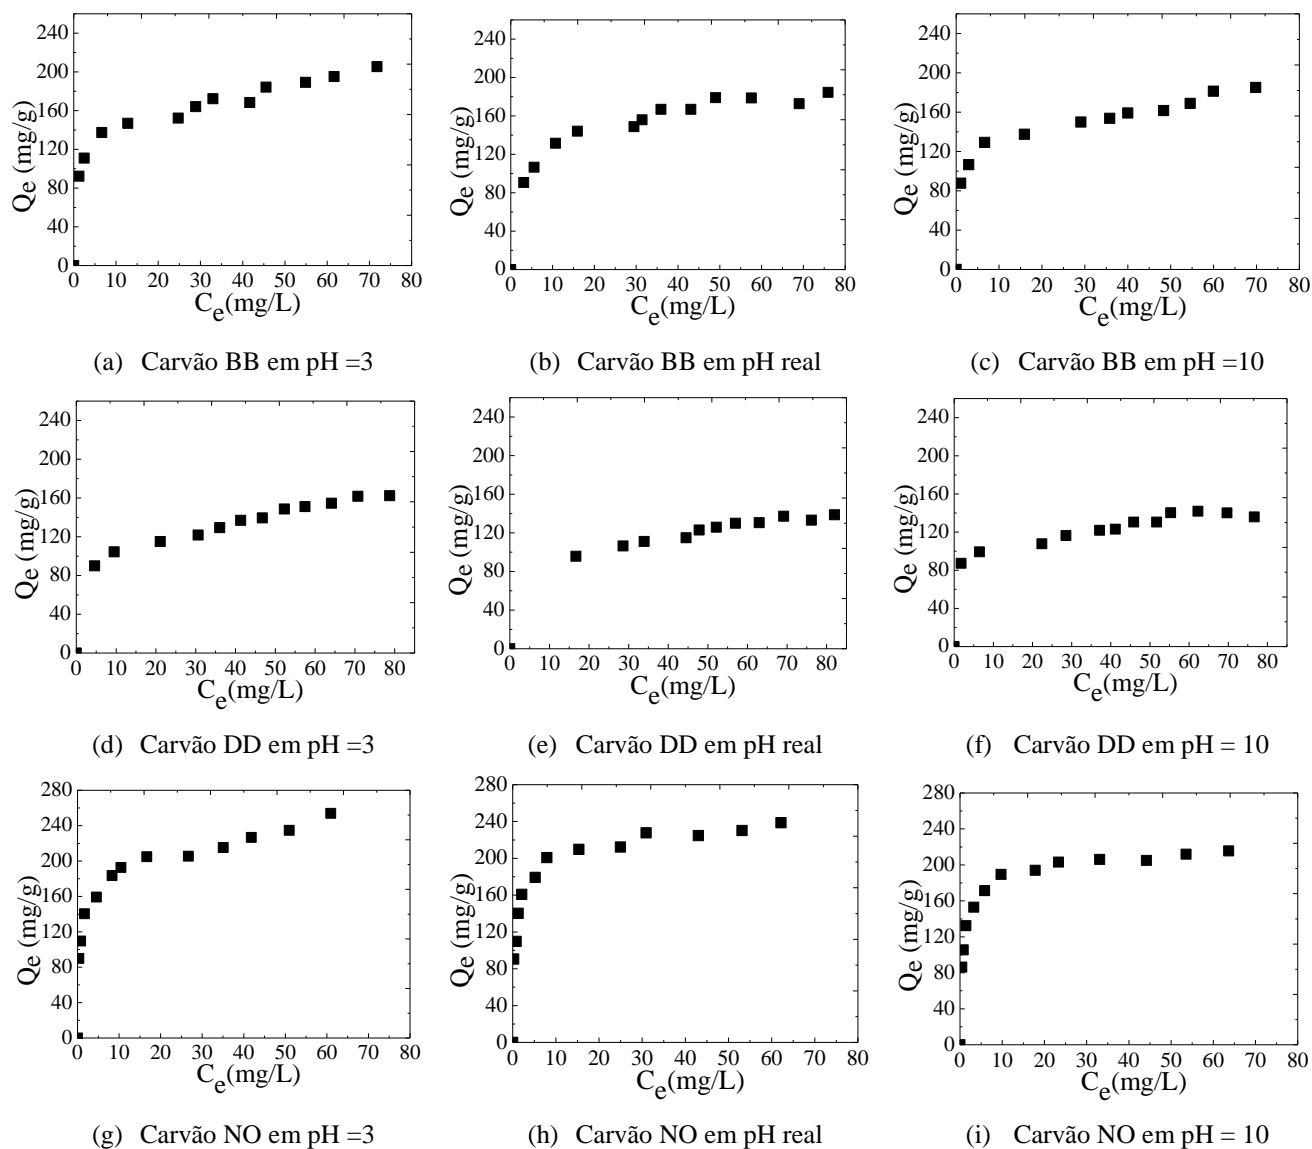 240
200
160
120
80
40
0
Qe (mg/g)
0 10 20 30 40 50 60 70 80
Ce(mg/L)
240
200
160
120
80
40
0
Qe (mg/g)
0 10 20 30 40 50 60 70 80
Ce(mg/L)
240
200
160
120
80
40
0
Qe (mg/g)
0 10 20 30 40 50 60 70 80
Ce(mg/L)
(a) Carvão BB em pH =3
(b) Carvão BB em pH real
(c) Carvão BB em pH =10
240
200
160
120
80
40
0
Qe (mg/g)
0 10 20 30 40 50 60 70 80
Ce(mg/L)
240
200
160
120
80
40
0
Qe (mg/g)
0 10 20 30 40 50 60 70 80
Ce(mg/L)
240
200
160
120
80
40
0
Qe (mg/g)
0 10 20 30 40 50 60 70 80
Ce(mg/L)
(d) Carvão DD em pH =3
(e) Carvão DD em pH real
(f) Carvão DD em pH = 10
280
240
200
160
120
80
40
0
Qe (mg/g)
0 10 20 30 40 50 60 70 80
Ce(mg/L)
280
240
200
160
120
80
40
0
Qe (mg/g)
0 10 20 30 40 50 60 70 80
Ce(mg/L)
280
240
200
160
120
80
40
0
Qe (mg/g)
0 10 20 30 40 50 60 70 80
Ce(mg/L)
(g) Carvão NO em pH =3
(h) Carvão NO em pH real
(i) Carvão NO em pH = 10